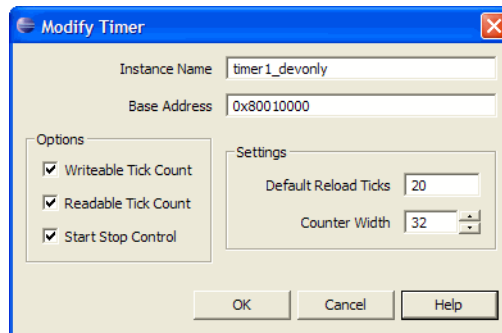 Modify Timer
Instance Name timer1_devonly
Base Address 0x80010000
Options
Writeable Tick Count
Readable Tick Count
Start Stop Control
Settings
Default Reload Ticks 20
Counter Width 32
OK Cancel Help